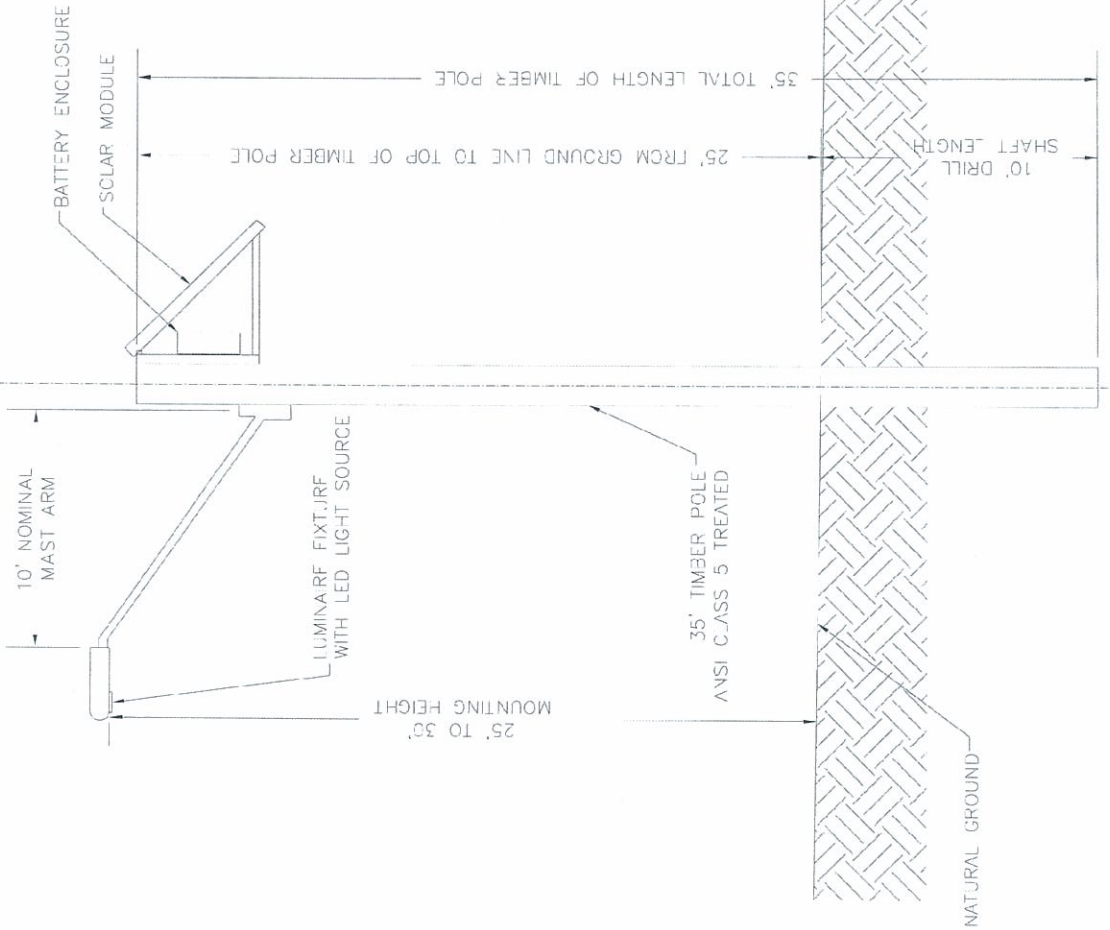 BATTERY ENCLOSURE
SOLAR MODULE
10' NOMINAL
MAST ARM
35' TOTAL LENGTH OF TIMBER POLE
25' FROM GROUND LINE TO TOP OF TIMBER POLE
LUMINAIRE FIXTURE
WITH LED LIGHT SOURCE
25' TO 30'
MOUNTING HEIGHT
35' TIMBER POLE
ANSI CLASS 5 TREATED
10' DRILL
SHAFT LENGTH
NATURAL GROUND